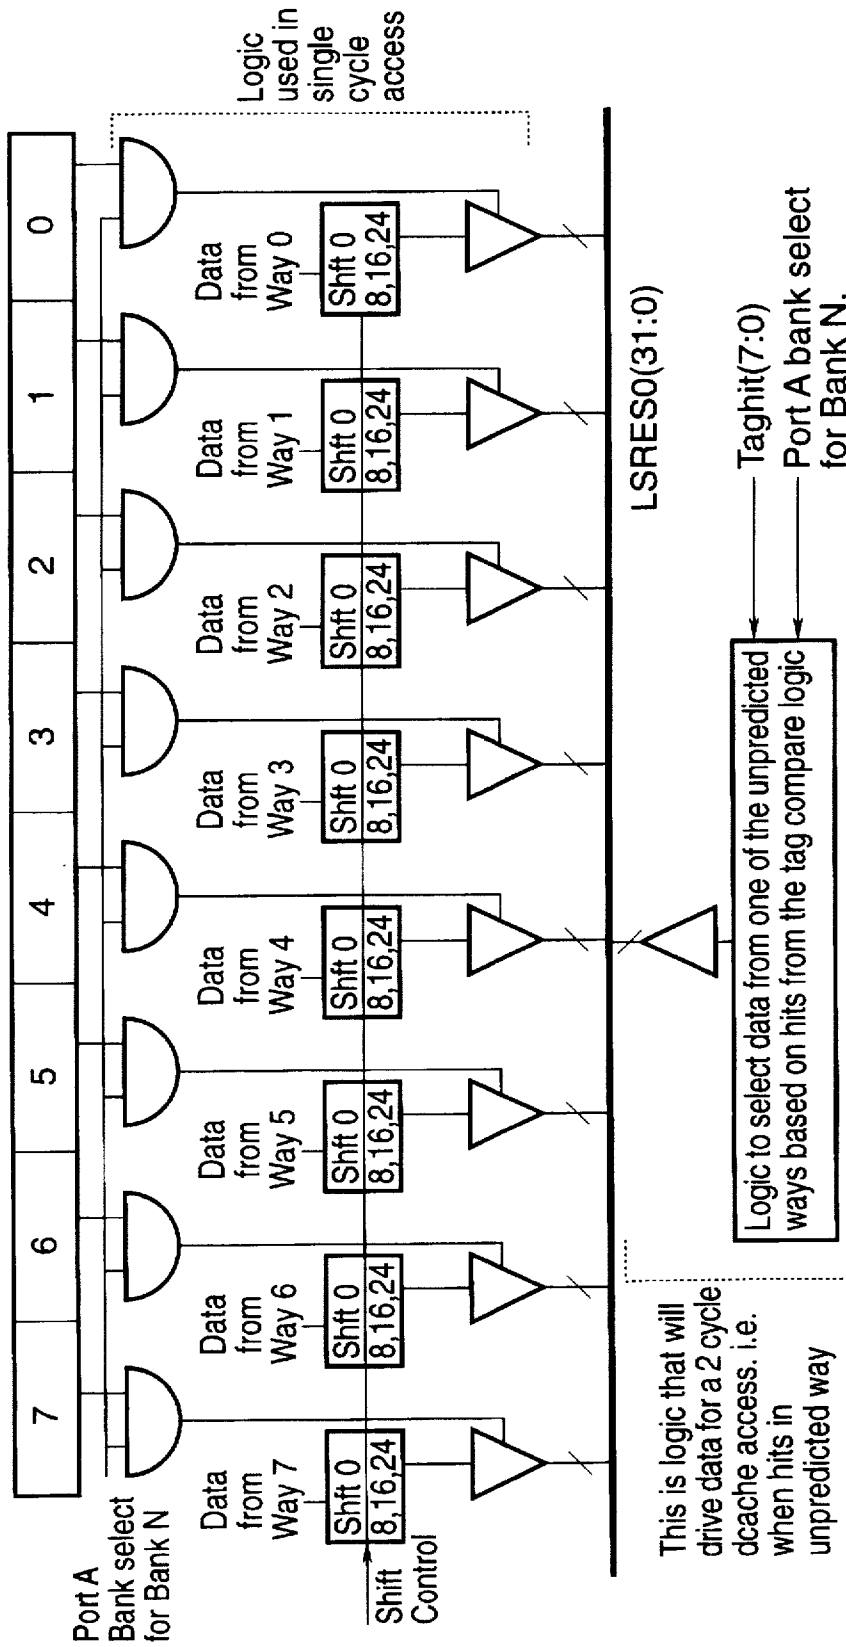 7 6 5 4 3 2 1 0
Port A
Bank select
for Bank N
Logic
used in
single
cycle
access
Data
from
Way 7
Data
from
Way 6
Data
from
Way 5
Data
from
Way 4
Data
from
Way 3
Data
from
Way 2
Data
from
Way 1
Data
from
Way 0
Shft 0
8,16,24
Shft 0
8,16,24
Shft 0
8,16,24
Shft 0
8,16,24
Shft 0
8,16,24
Shft 0
8,16,24
Shft 0
8,16,24
Shft 0
8,16,24
Shift
Control
LSRES0(31:0)
This is logic that will
drive data for a 2 cycle
dcache access. i.e.
when hits in
unpredicted way
Logic to select data from one of the unpredicted
ways based on hits from the tag compare logic
Taghit(7:0)
Port A bank select
for Bank N.